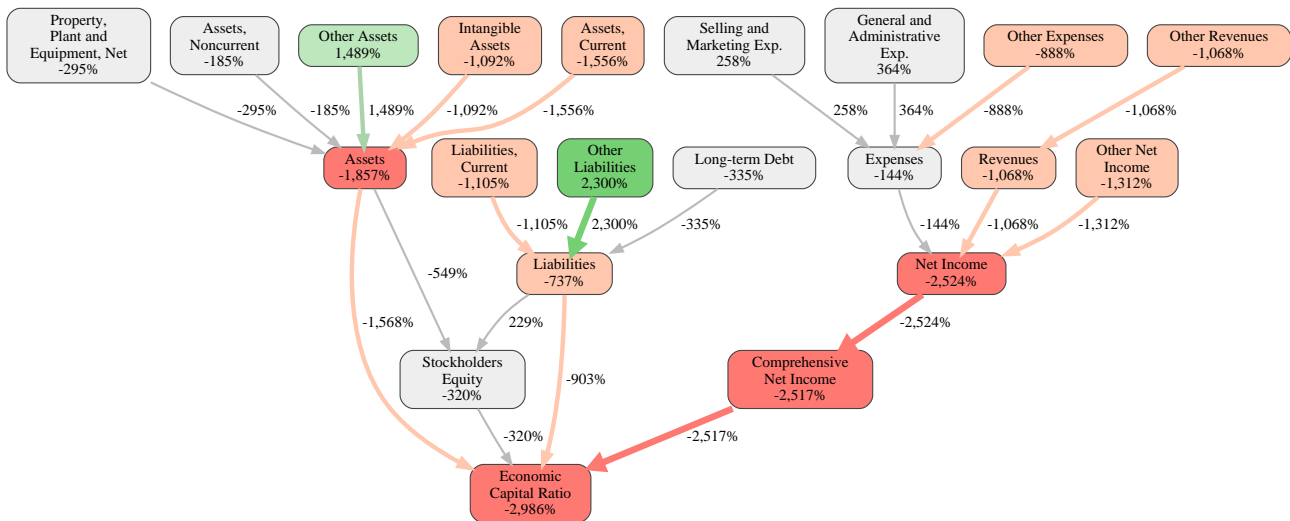 Property,
Plant and
Equipment, Net
-295%
Assets,
Noncurrent
-185%
Other Assets
1,489%
Intangible
Assets
-1,092%
Assets,
Current
-1,556%
Selling and
Marketing Exp.
258%
General and
Administrative
Exp.
364%
Other Expenses
-888%
Other Revenues
-1,068%
-295%
-185%
1,489%
-1,092%
-1,556%
258%
364%
-888%
-1,068%
Assets
-1,857%
Liabilities,
Current
-1,105%
Other
Liabilities
2,300%
Long-term Debt
-335%
Expenses
-144%
Revenues
-1,068%
Other Net
Income
-1,312%
-1,105%
2,300%
-335%
-144%
-1,068%
-1,312%
-549%
Liabilities
-737%
Net Income
-2,524%
-1,568%
229%
-2,524%
Stockholders
Equity
-320%
-903%
Comprehensive
Net Income
-2,517%
-320%
-2,517%
Economic
Capital Ratio
-2,986%